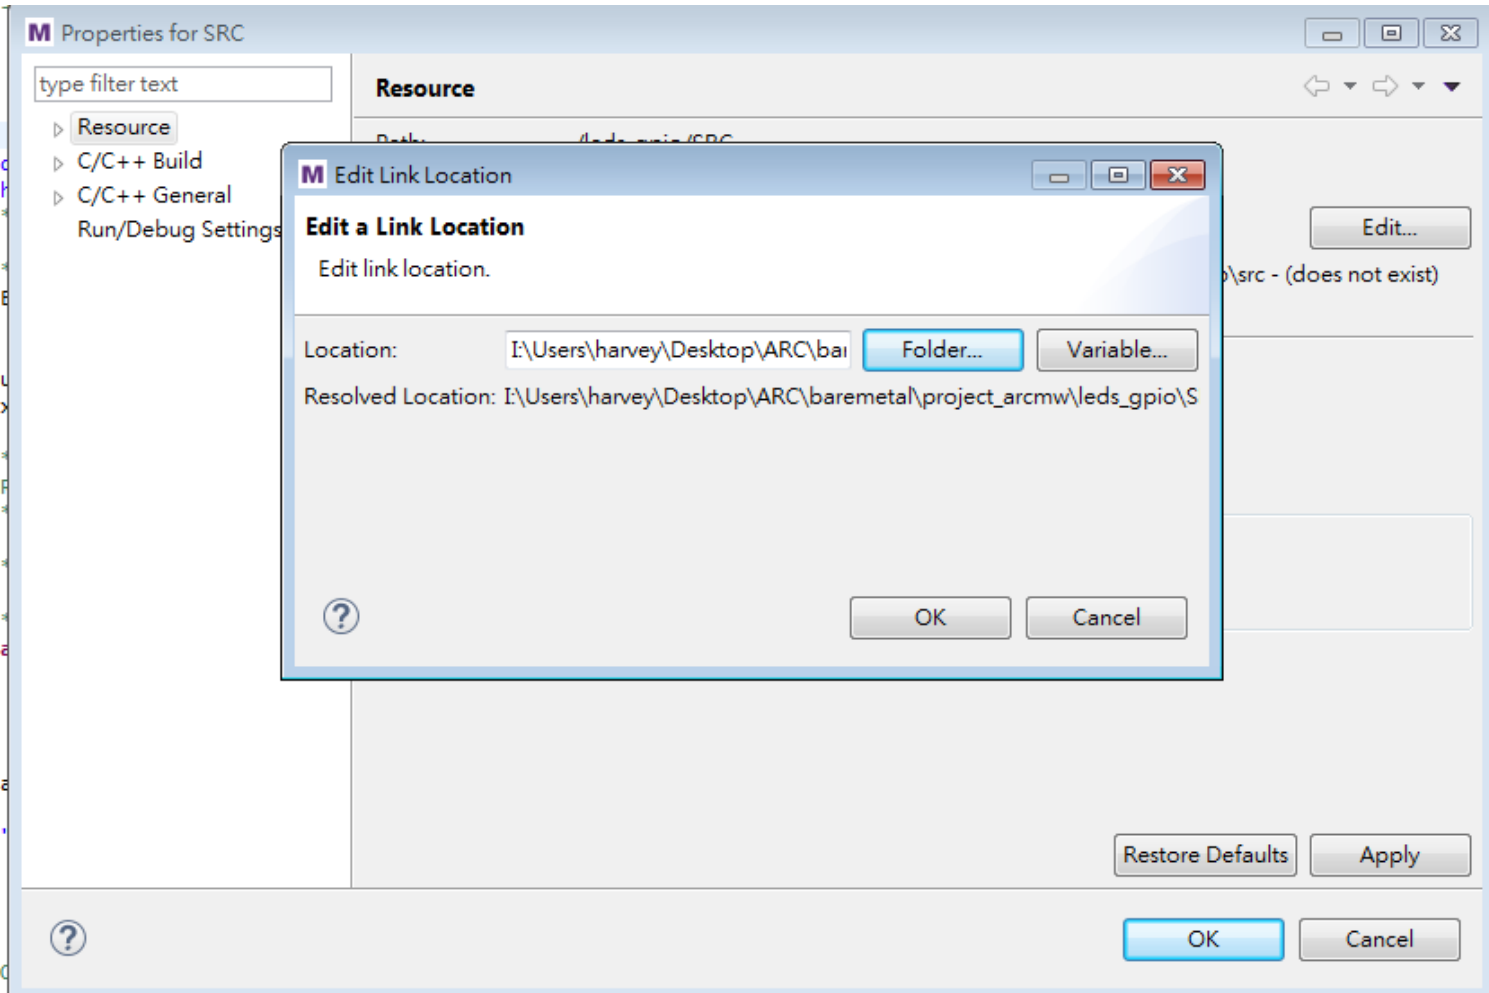 M Properties for SRC
type filter text
Resource
Resource
C/C++ Build
C/C++ General
Run/Debug Settings
M Edit Link Location
Edit a Link Location
Edit link location.
Edit...
\src - (does not exist)
Location:
I:\Users\harvey\Desktop\ARC\bar
Folder...
Variable...
Resolved Location: I:\Users\harvey\Desktop\ARC\baremetal\project_arcmw\leds_gpio\S
?
OK
Cancel
Restore Defaults
Apply
?
OK
Cancel